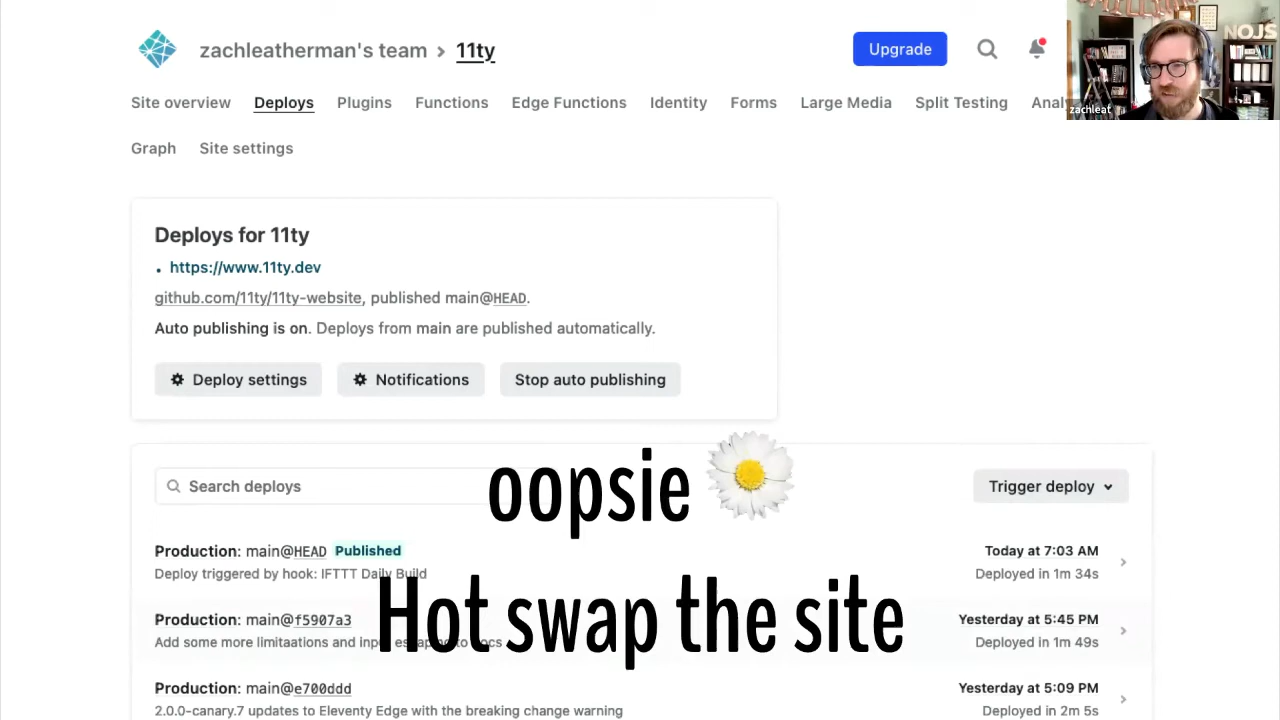 zachleatherman's team > 11ty
Upgrade
NOJS
zachleat
Site overview Deploys Plugins Functions Edge Functions Identity Forms Large Media Split Testing
Graph Site settings
Deploys for 11ty
https://www.11ty.dev
github.com/11ty/11ty-website, published main@HEAD.
Auto publishing is on. Deploys from main are published automatically.
Deploy settings Notifications Stop auto publishing
Search deploys
Trigger deploy
oopsie
Production: main@HEAD Published
Today at 7:03 AM
Deploy triggered by hook: IFTTT Daily Build
Deployed in 1m 34s
Hot swap the site
Production: main@f5907a3
Yesterday at 5:45 PM
Add some more limitaations and input escaping to docs
Deployed in 1m 49s
Production: main@e700ddd
Yesterday at 5:09 PM
2.0.0-canary.7 updates to Eleventy Edge with the breaking change warning
Deployed in 2m 5s